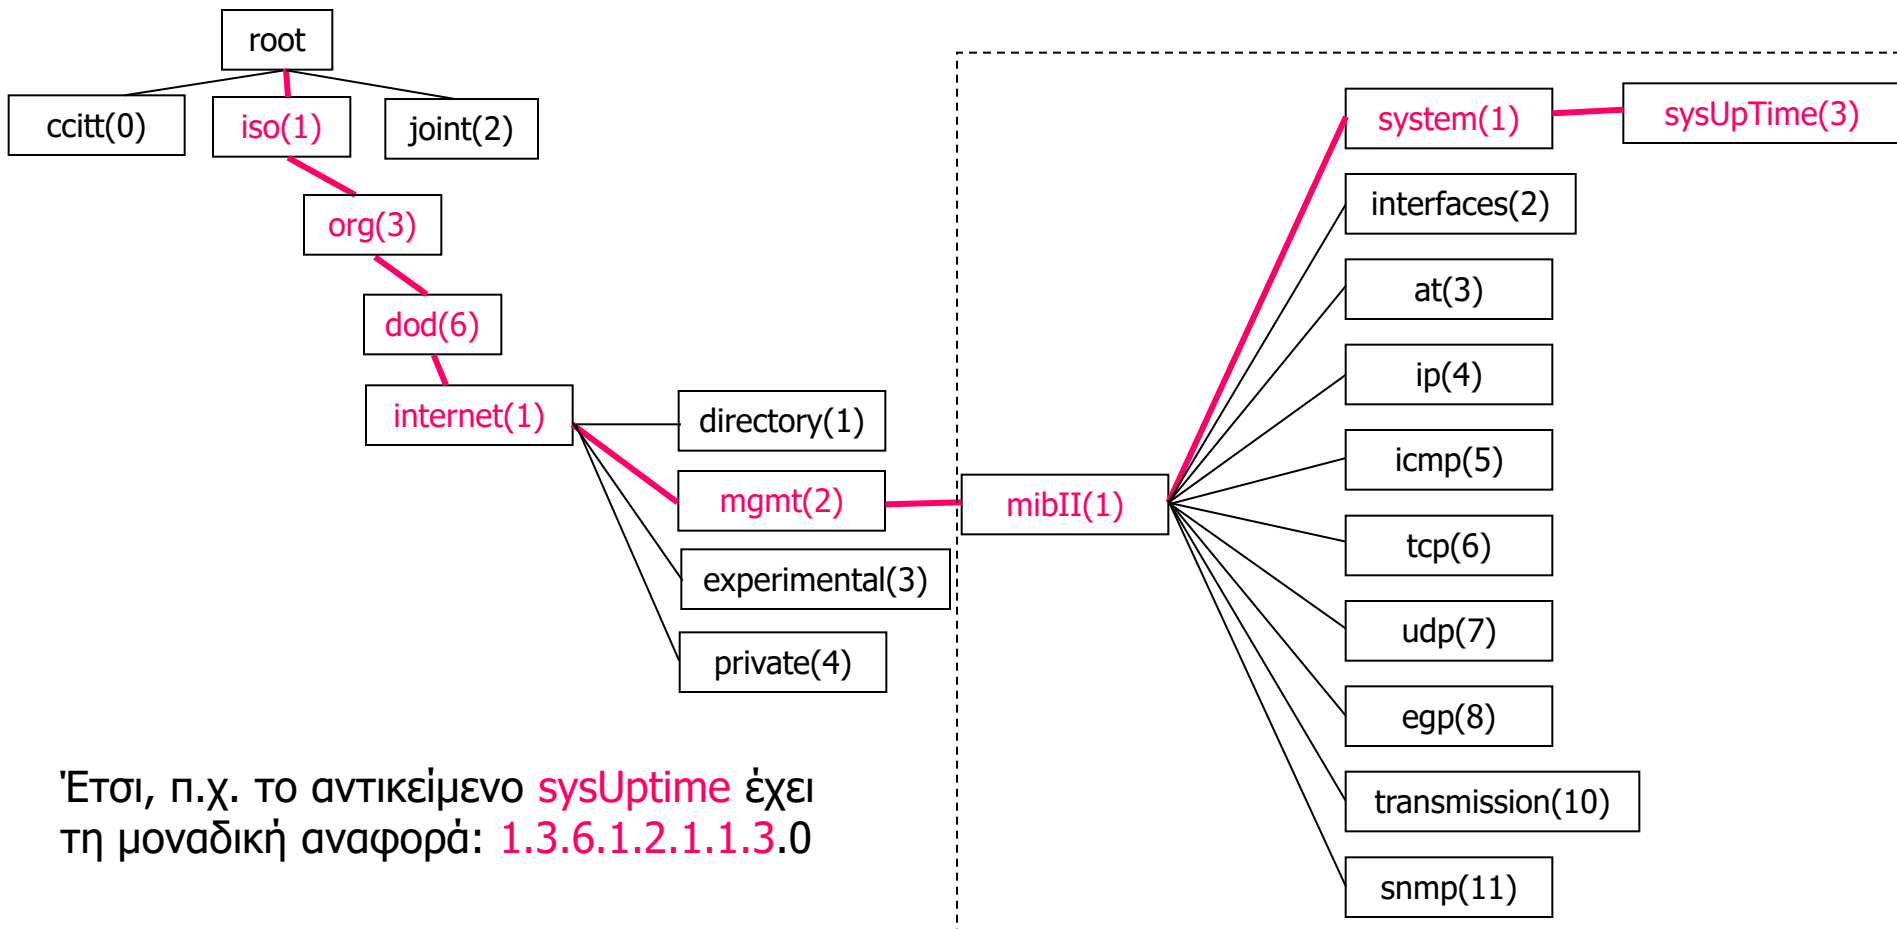 root
ccitt(0)
iso(1)
joint(2)
org(3)
dod(6)
internet(1)
directory(1)
mgmt(2)
experimental(3)
private(4)
mibII(1)
system(1)
sysUpTime(3)
interfaces(2)
at(3)
ip(4)
icmp(5)
tcp(6)
udp(7)
egp(8)
transmission(10)
snmp(11)
Έτσι, π.χ. το αντικείμενο sysUptime έχει
τη μοναδική αναφορά: 1.3.6.1.2.1.1.3.0